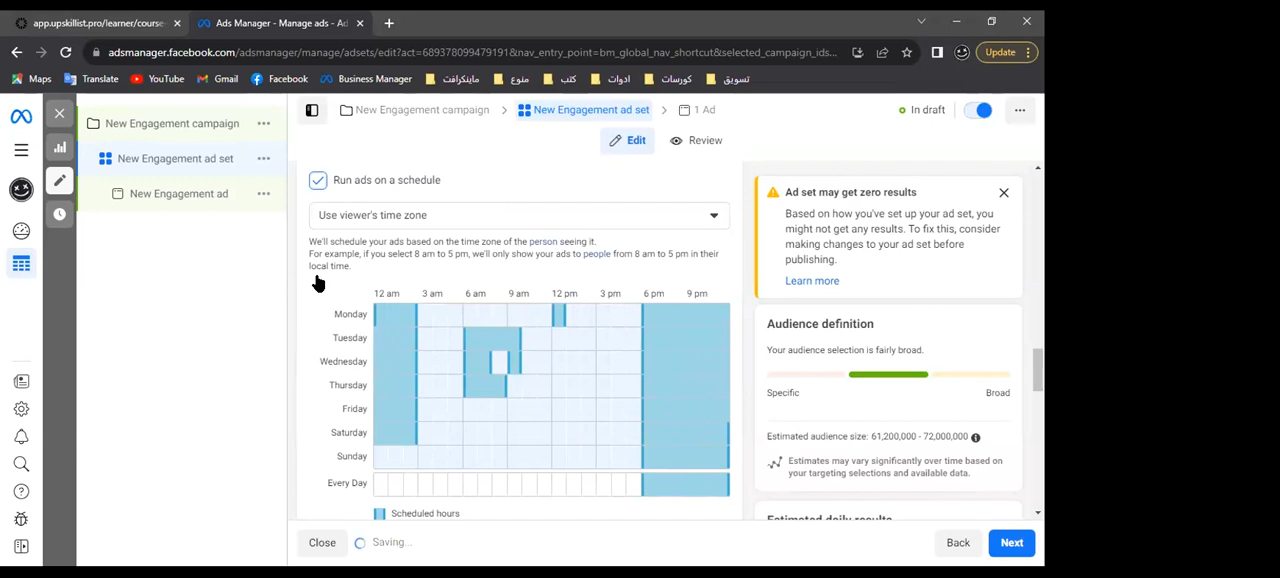 app.upskillist.pro/learner/course
Ads Manager - Manage ads - Ad
adsmanager.facebook.com/adsmanager/manage/adsets/edit?act=689378099479191&nav_entry_point=bm_global_nav_shortcut&selected_campaign_ids...
Update
Maps
Translate
YouTube
Gmail
Facebook
Business Manager
ماينكرافت
منوع
كتب
ادوات
كورسات
تسويق
New Engagement campaign
New Engagement ad set
1 Ad
In draft
Edit
Review
New Engagement campaign
New Engagement ad set
New Engagement ad
Run ads on a schedule
Use viewer's time zone
We'll schedule your ads based on the time zone of the person seeing it.
For example, if you select 8 am to 5 pm, we'll only show your ads to people from 8 am to 5 pm in their
local time.
12 am 3 am 6 am 9 am 12 pm 3 pm 6 pm 9 pm
Monday
Tuesday
Wednesday
Thursday
Friday
Saturday
Sunday
Every Day
Scheduled hours
Ad set may get zero results
Based on how you've set up your ad set, you
might not get any results. To fix this, consider
making changes to your ad set before
publishing.
Learn more
Audience definition
Your audience selection is fairly broad.
Specific
Broad
Estimated audience size: 61,200,000 - 72,000,000
Estimates may vary significantly over time based on
your targeting selections and available data.
Estimated daily results
Close
Saving...
Back
Next